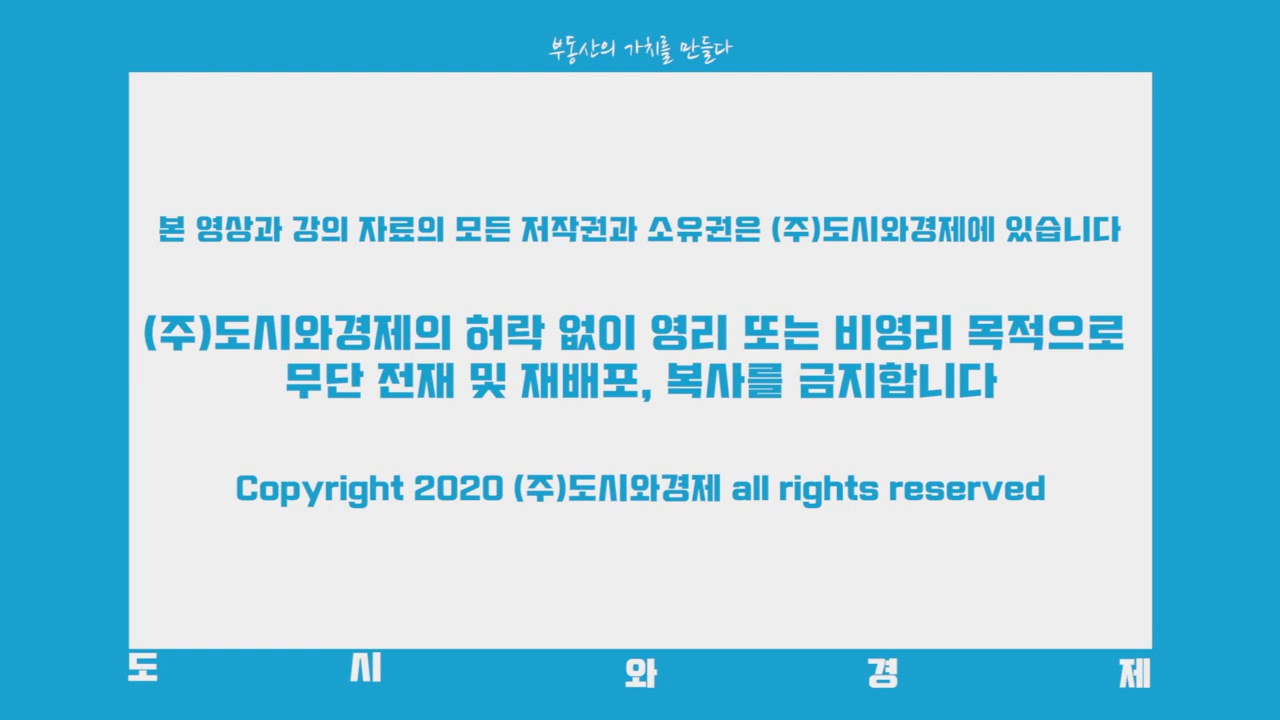 부동산의 가치를 만들다
본 영상과 강의 자료의 모든 저작권과 소유권은 (주)도시와경제에 있습니다
(주)도시와경제의 허락 없이 영리 또는 비영리 목적으로
무단 전재 및 재배포, 복사를 금지합니다
Copyright 2020 (주)도시와경제 all rights reserved
도 시 와 경 제